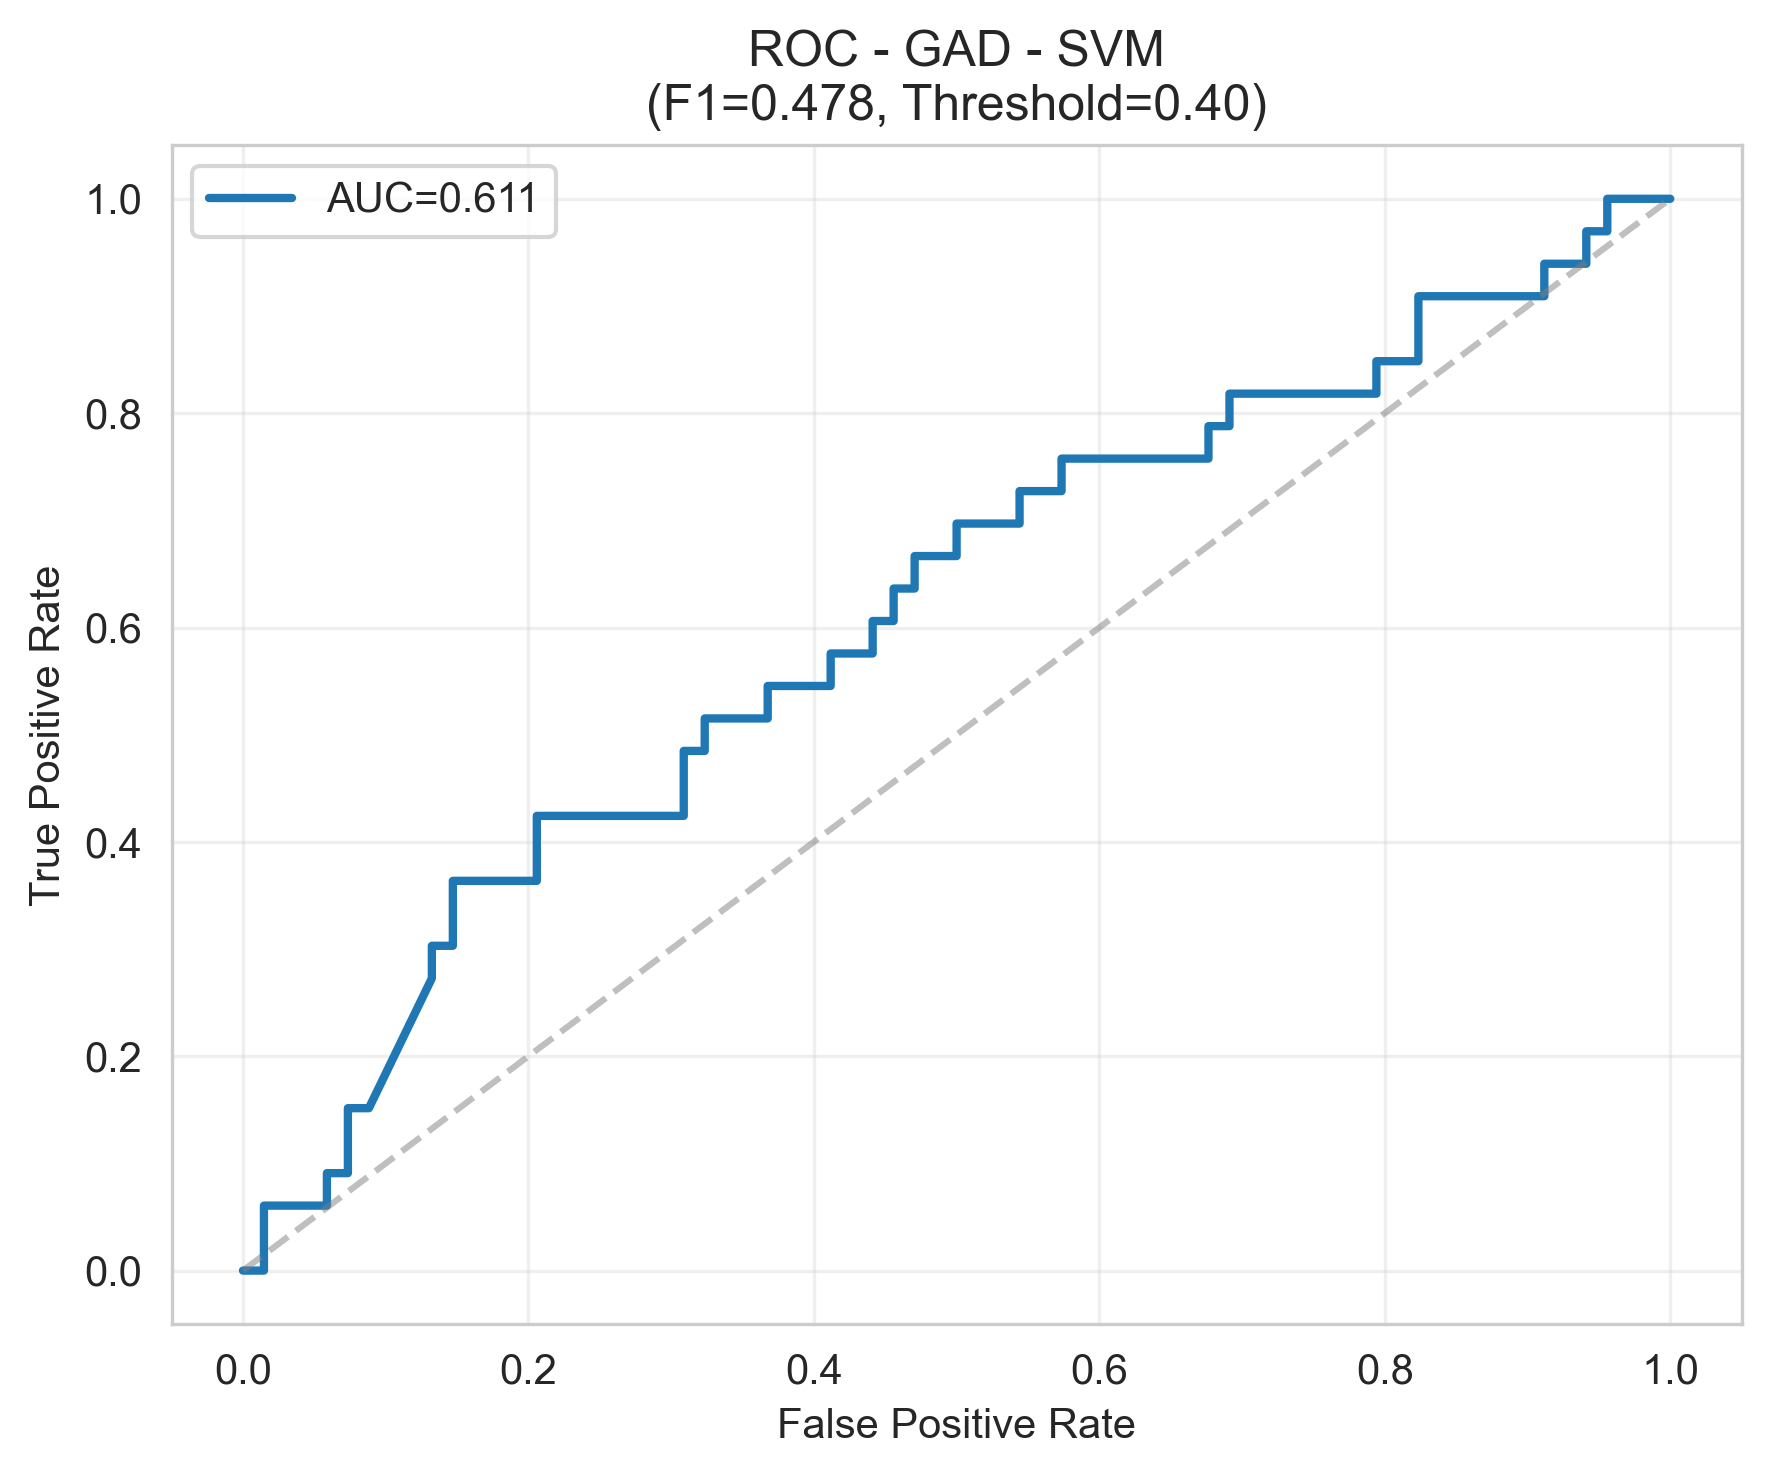 ROC - GAD - SVM
(F1=0.478, Threshold=0.40)
AUC=0.611
1.0
0.8
0.6
0.4
0.2
0.0
True Positive Rate
0.0 0.2 0.4 0.6 0.8 1.0
False Positive Rate